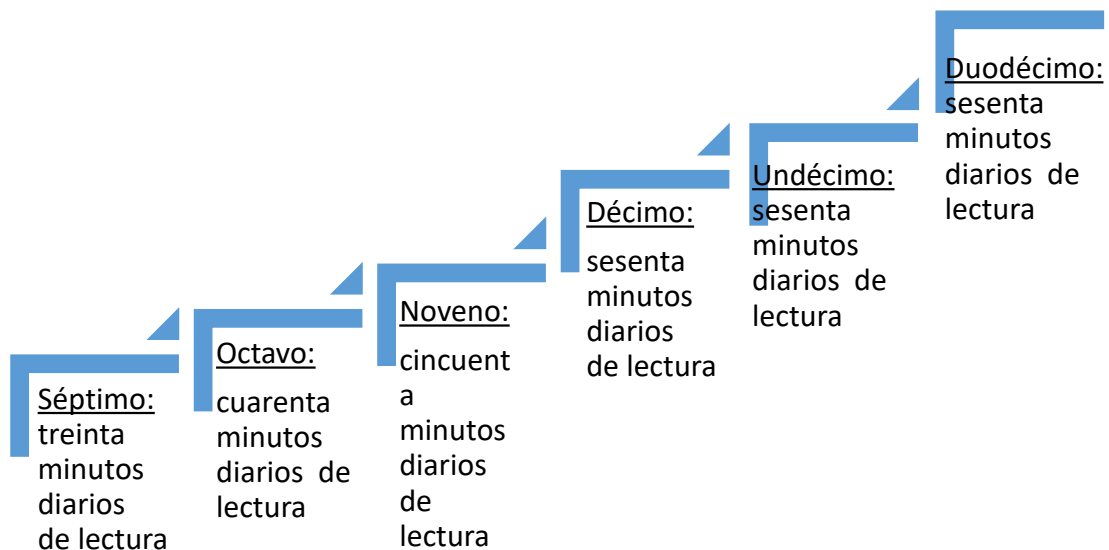 Séptimo:
treinta
minutos
diarios
de lectura
Octavo:
cuarenta
minutos
diarios de
lectura
Noveno:
cincuent
a
minutos
diarios
de
lectura
Décimo:
sesenta
minutos
diarios
de lectura
Undécimo:
sesenta
minutos
diarios de
lectura
Duodécimo:
sesenta
minutos
diarios de
lectura